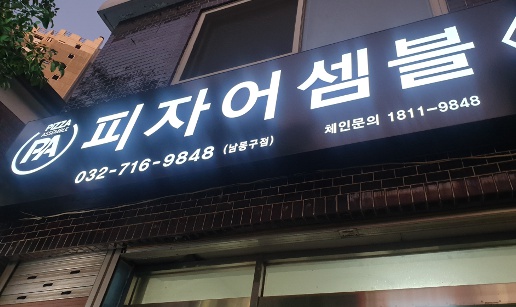 PIZZA
ASSEMBLE
PA
피자어셈블
032-716-9848 (남동구점)
체인문의 1811-9848